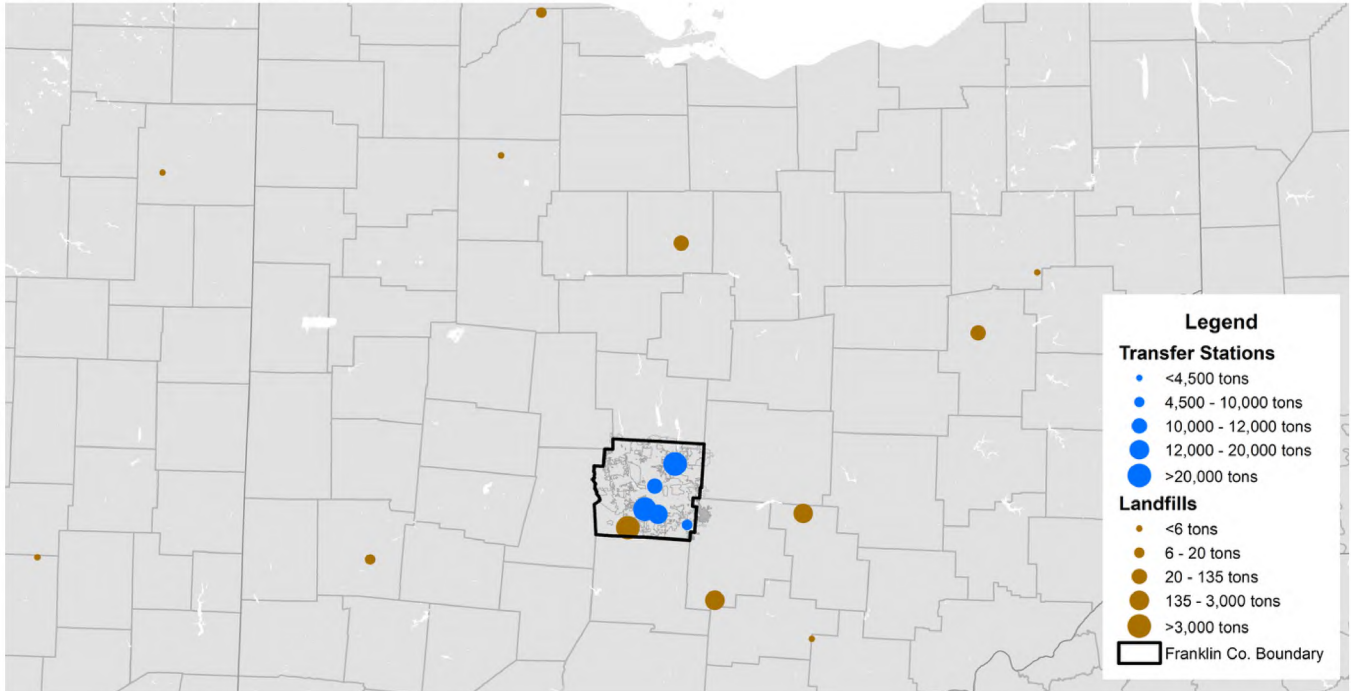 Legend
Transfer Stations
<4,500 tons
4,500 - 10,000 tons
10,000 - 12,000 tons
12,000 - 20,000 tons
>20,000 tons
Landfills
<6 tons
6 - 20 tons
20 - 135 tons
135 - 3,000 tons
>3,000 tons
Franklin Co. Boundary